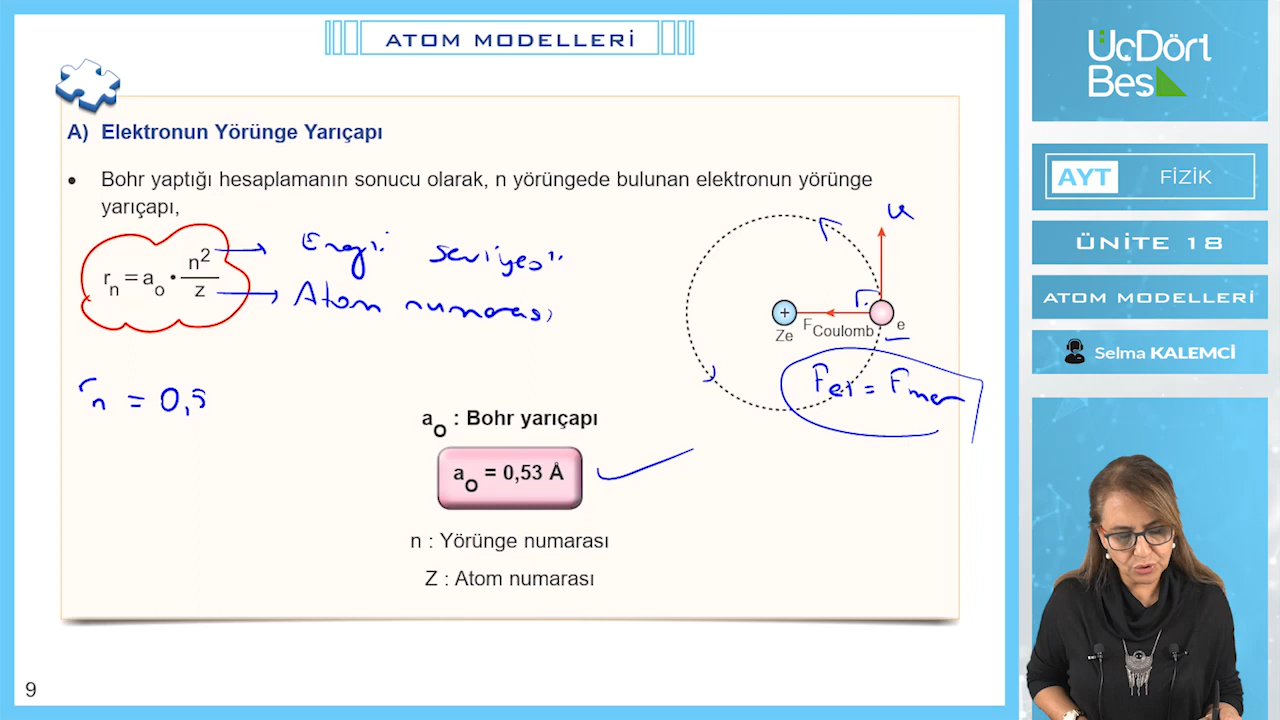 ATOM MODELLERİ
A) Elektronun Yörünge Yarıçapı
• Bohr yaptığı hesaplamanın sonucu olarak, n yörüngede bulunan elektronun yörünge
yarıçapı,
rn = ao • n2 / z
Enerji seviyesi
Atom numarası
rn = 0,5
ao : Bohr yarıçapı
ao = 0,53 Å
n : Yörünge numarası
Z : Atom numarası
+
Ze
FCoulomb
e
Fel = Fmer
9
ÜçDört
Beş
AYT FİZİK
ÜNİTE 18
ATOM MODELLERİ
Selma KALEMCİ